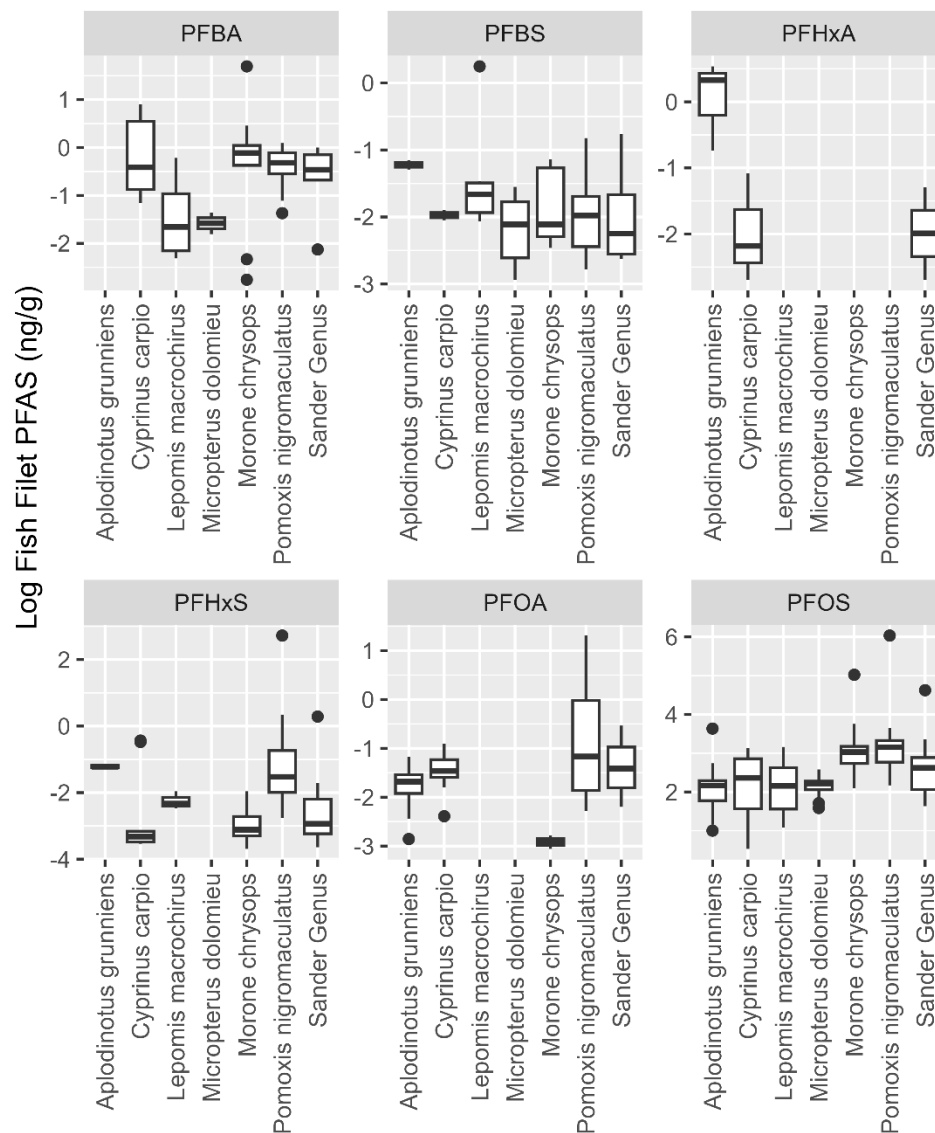 PFBA
PFBS
PFHxA
Log Fish Filet PFAS (ng/g)
1
0
-1
-2
0
-1
-2
-3
0
-1
-2
Aplodinotus grunniens
Cyprinus carpio
Lepomis macrochirus
Micropterus dolomieu
Morone chrysops
Pomoxis nigromaculatus
Sander Genus
Aplodinotus grunniens
Cyprinus carpio
Lepomis macrochirus
Micropterus dolomieu
Morone chrysops
Pomoxis nigromaculatus
Sander Genus
Aplodinotus grunniens
Cyprinus carpio
Lepomis macrochirus
Micropterus dolomieu
Morone chrysops
Pomoxis nigromaculatus
Sander Genus
PFHxS
PFOA
PFOS
2
0
-2
-4
1
0
-1
-2
-3
6
4
2
Aplodinotus grunniens
Cyprinus carpio
Lepomis macrochirus
Micropterus dolomieu
Morone chrysops
Pomoxis nigromaculatus
Sander Genus
Aplodinotus grunniens
Cyprinus carpio
Lepomis macrochirus
Micropterus dolomieu
Morone chrysops
Pomoxis nigromaculatus
Sander Genus
Aplodinotus grunniens
Cyprinus carpio
Lepomis macrochirus
Micropterus dolomieu
Morone chrysops
Pomoxis nigromaculatus
Sander Genus